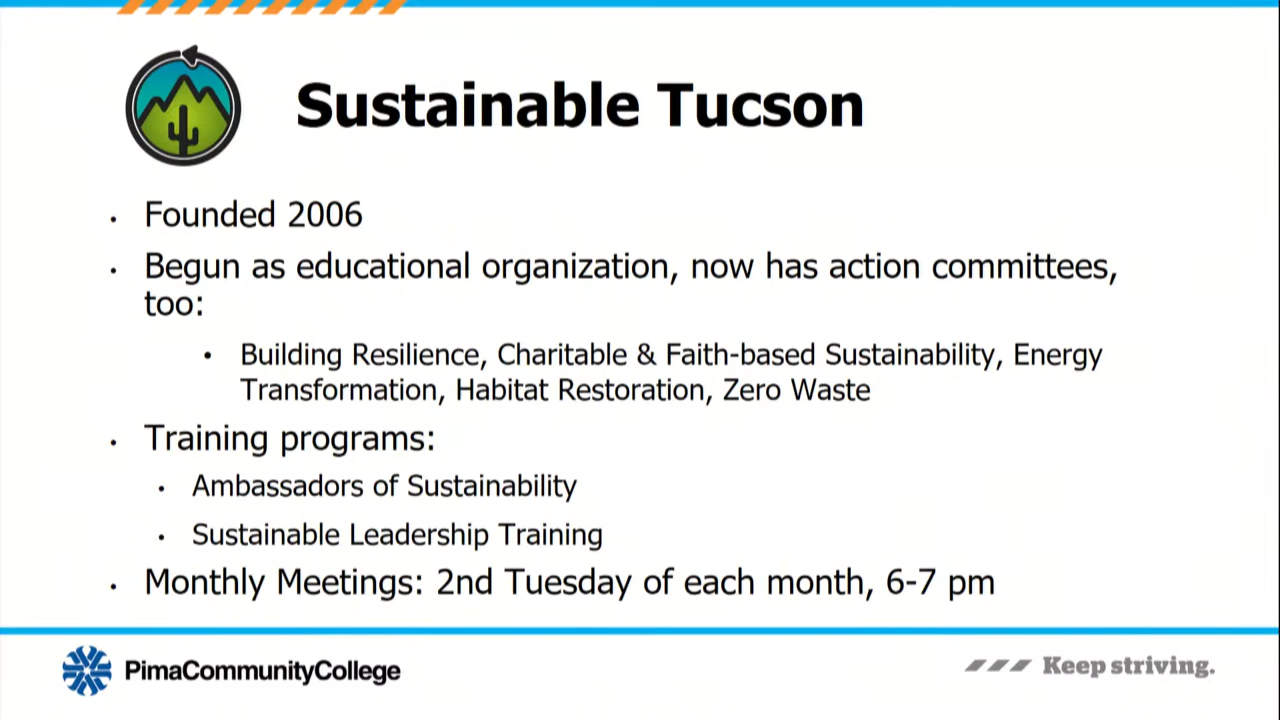 Sustainable Tucson
• Founded 2006
• Begun as educational organization, now has action committees,
too:
• Building Resilience, Charitable & Faith-based Sustainability, Energy
Transformation, Habitat Restoration, Zero Waste
• Training programs:
• Ambassadors of Sustainability
• Sustainable Leadership Training
• Monthly Meetings: 2nd Tuesday of each month, 6-7 pm
PimaCommunityCollege
Keep striving.